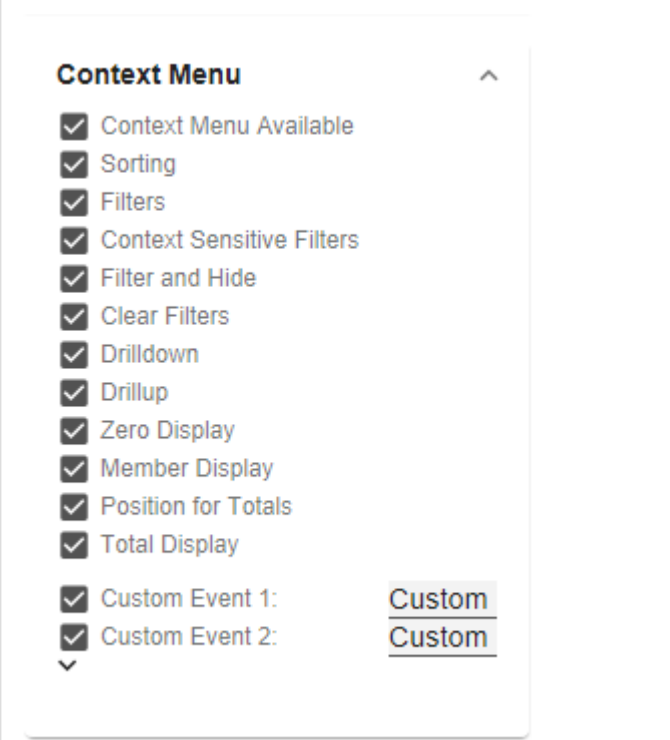 Context Menu
Context Menu Available
Sorting
Filters
Context Sensitive Filters
Filter and Hide
Clear Filters
Drilldown
Drillup
Zero Display
Member Display
Position for Totals
Total Display
Custom Event 1: Custom
Custom Event 2: Custom